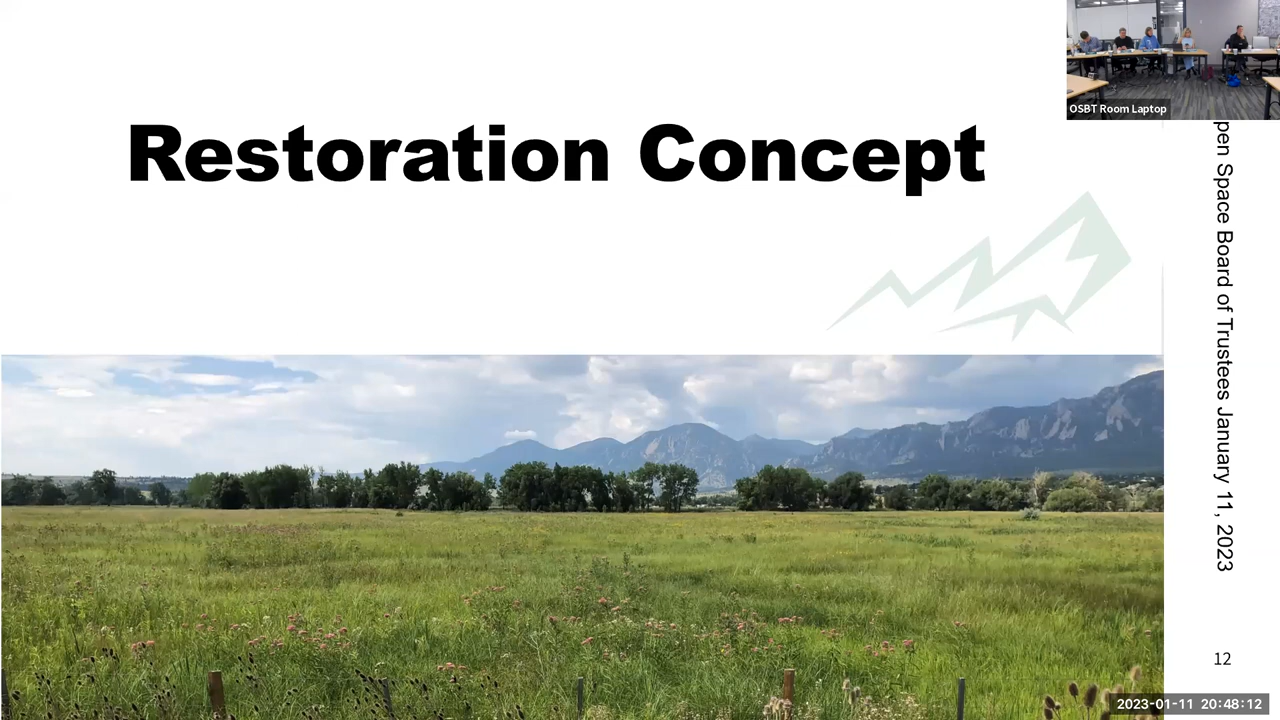 Restoration Concept
OSBT Room Laptop
pen Space Board of Trustees January 11, 2023
12
2023-01-11 20:48:12